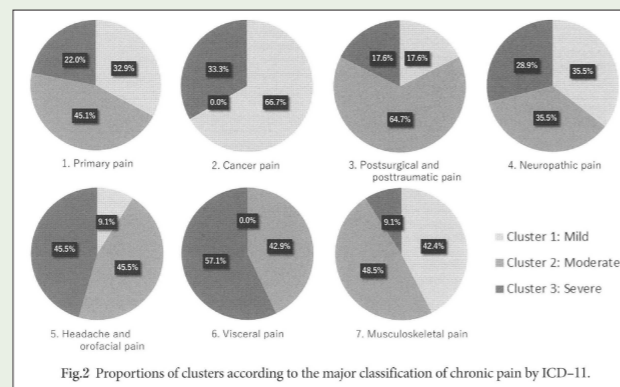 22.0%
32.9%
45.1%
1. Primary pain
33.3%
0.0%
66.7%
2. Cancer pain
17.6%
17.6%
64.7%
3. Postsurgical and
posttraumatic pain
28.9%
35.5%
35.5%
4. Neuropathic pain
9.1%
45.5%
45.5%
5. Headache and
orofacial pain
0.0%
57.1%
42.9%
6. Visceral pain
9.1%
42.4%
48.5%
7. Musculoskeletal pain
Cluster 1: Mild
Cluster 2: Moderate
Cluster 3: Severe
Fig.2 Proportions of clusters according to the major classification of chronic pain by ICD–11.